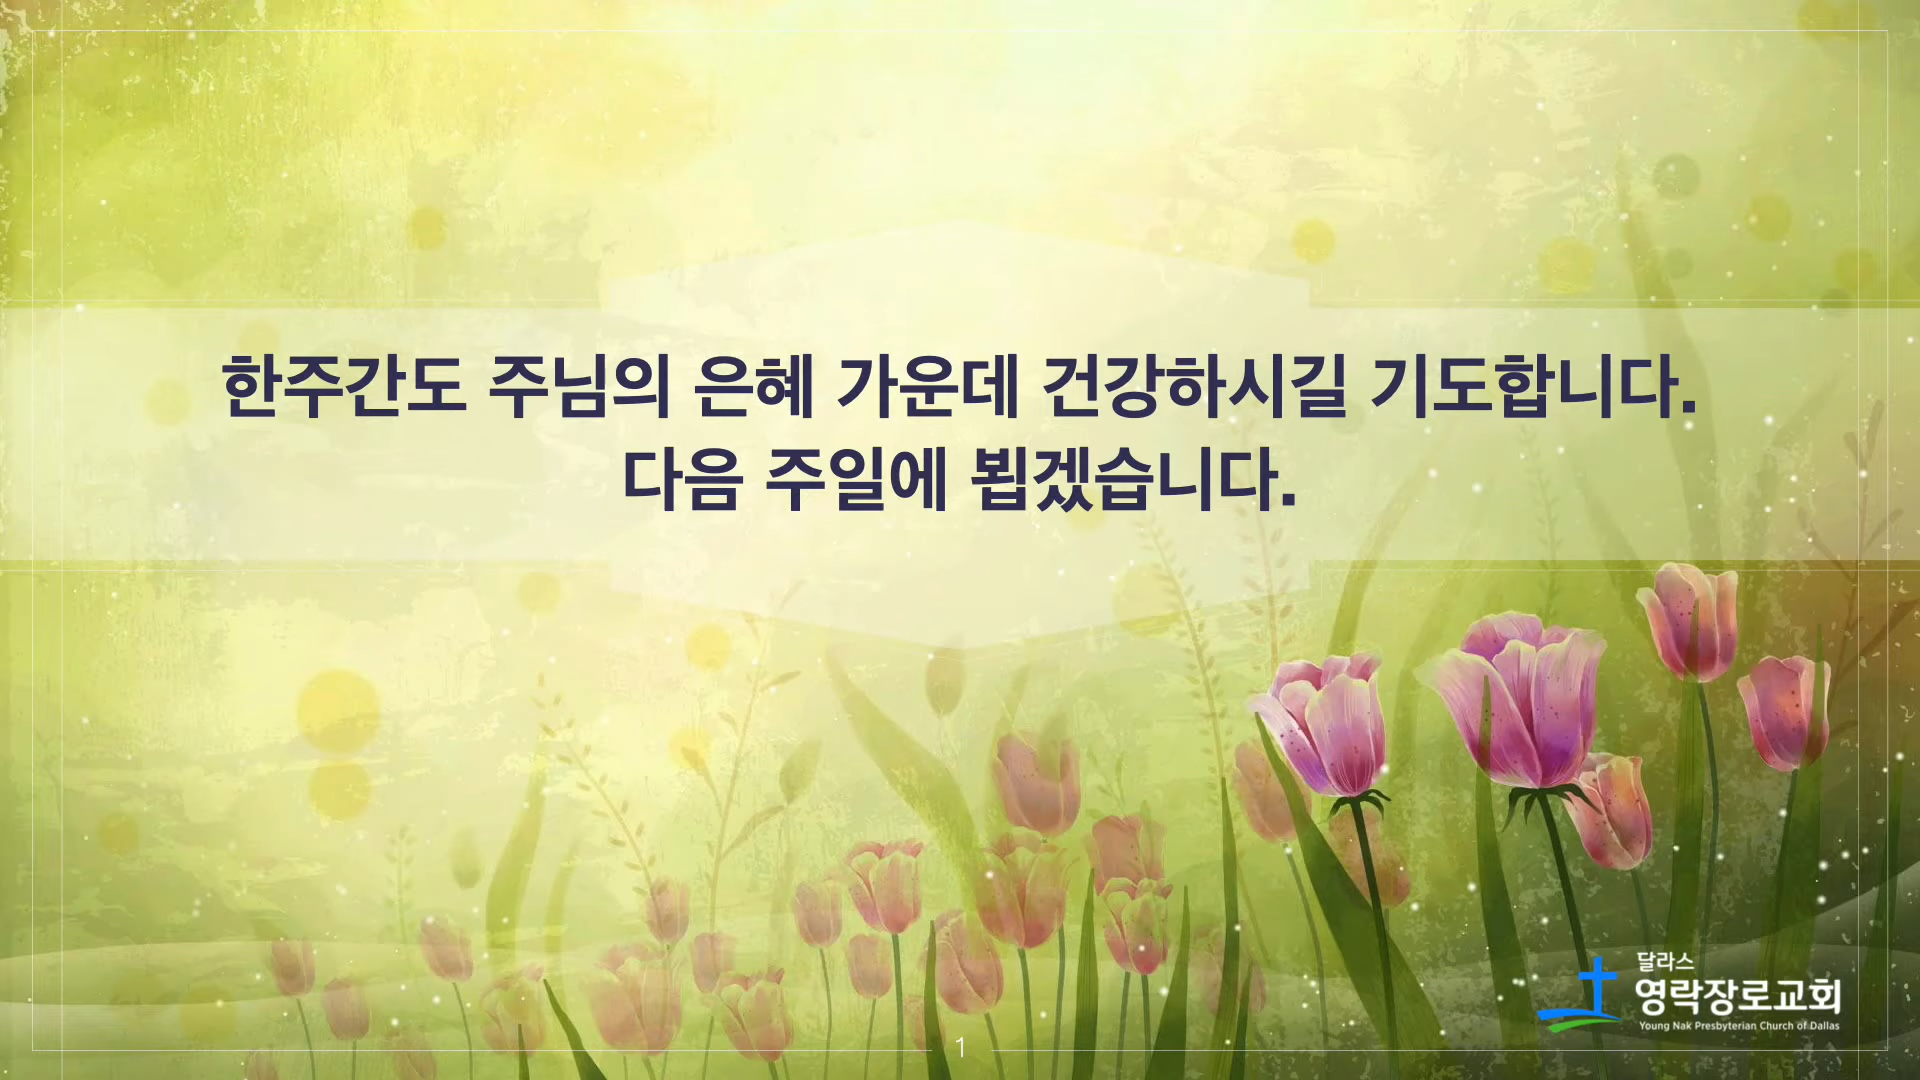 한주간도 주님의 은혜 가운데 건강하시길 기도합니다.
다음 주일에 뵙겠습니다.
달라스
영락장로교회
Young Nak Presbyterian Church of Dallas
1